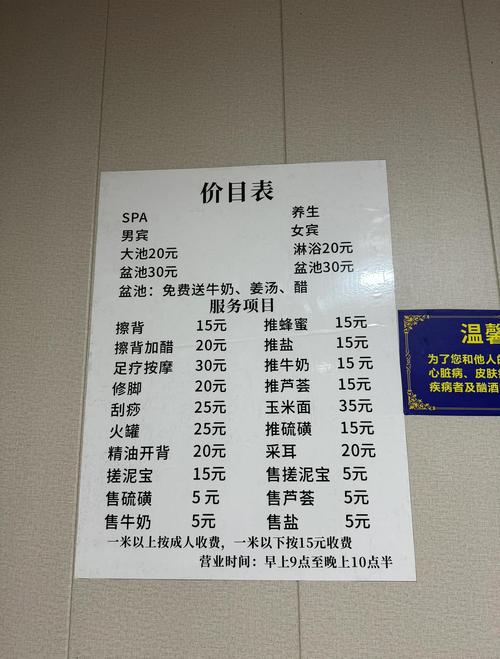 价目表
SPA 养生
男宾 女宾
大池20元 淋浴20元
盆池30元 盆池30元
盆池：免费送牛奶、姜汤、醋
服务项目
擦背 15元 推蜂蜜 15元
擦背加醋 20元 推盐 15元
足疗按摩 30元 推牛奶 15元
修脚 20元 推芦荟 15元
刮痧 25元 玉米面 35元
火罐 25元 推硫磺 15元
精油开背 20元 采耳 20元
搓泥宝 15元 售搓泥宝 5元
售硫磺 5元 售芦荟 5元
售牛奶 5元 售盐 5元
一米以上按成人收费，一米以下按15元收费
营业时间：早上9点至晚上10点半
温馨
为了您和他人的
心脏病、皮肤
疾病者及酗酒